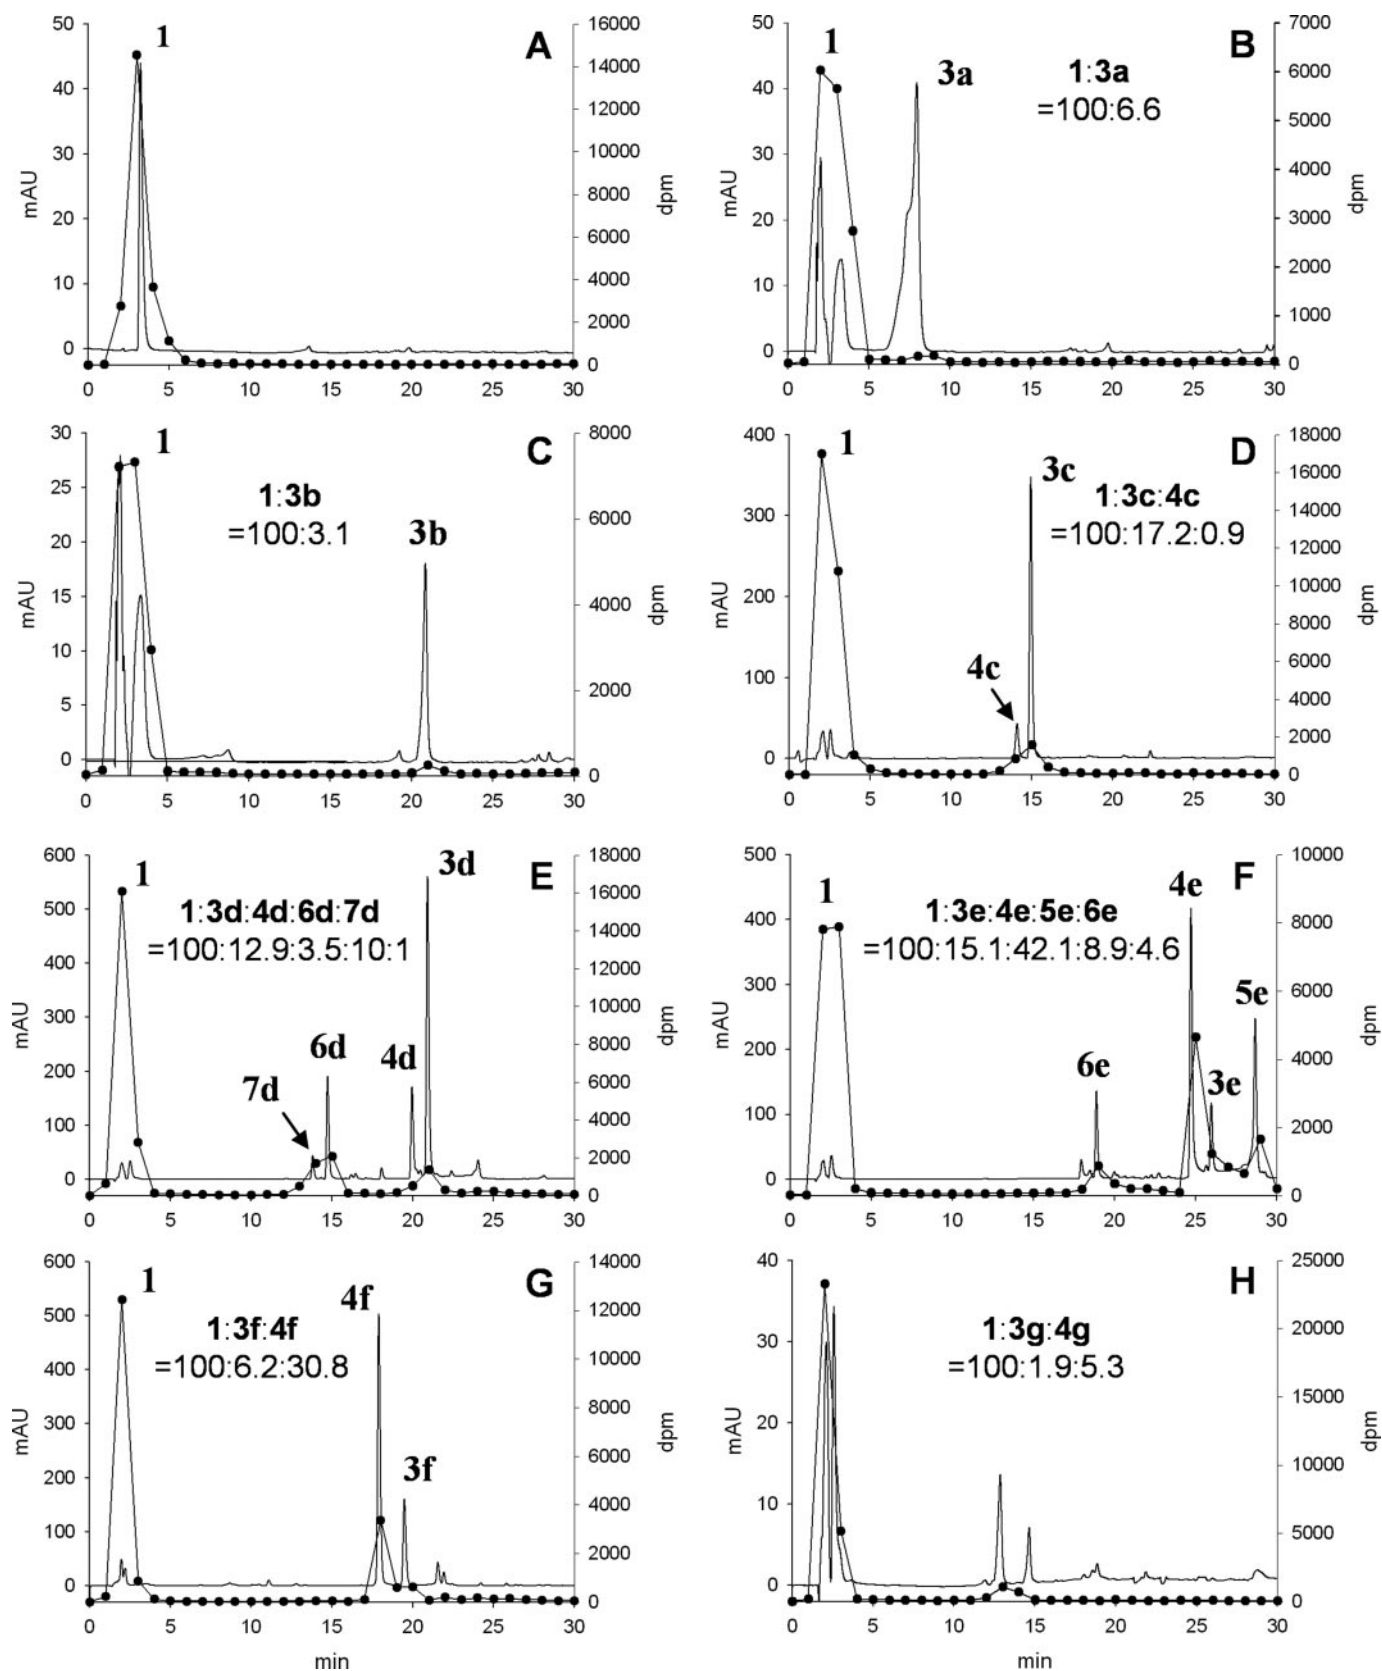 50
45
40
30
20
10
0
mAU
1
A
16000
14000
12000
10000
8000
6000
4000
2000
0
dpm
0 5 10 15 20 25 30
50
40
30
20
10
0
mAU
1
3a
1:3a
=100:6.6
B
7000
6000
5000
4000
3000
2000
1000
0
dpm
0 5 10 15 20 25 30
30
25
20
15
10
5
0
mAU
1
1:3b
=100:3.1
3b
C
8000
6000
4000
2000
0
dpm
0 5 10 15 20 25 30
400
300
200
100
0
mAU
1
4c
3c
1:3c:4c
=100:17.2:0.9
D
18000
16000
14000
12000
10000
8000
6000
4000
2000
0
dpm
0 5 10 15 20 25 30
600
500
400
300
200
100
0
mAU
1
1:3d:4d:6d:7d
=100:12.9:3.5:10:1
7d
6d
4d
3d
E
18000
16000
14000
12000
10000
8000
6000
4000
2000
0
dpm
0 5 10 15 20 25 30
500
400
300
200
100
0
mAU
1
1:3e:4e:5e:6e
=100:15.1:42.1:8.9:4.6
6e
4e
3e
5e
F
10000
8000
6000
4000
2000
0
dpm
0 5 10 15 20 25 30
600
500
400
300
200
100
0
mAU
1
1:3f:4f
=100:6.2:30.8
4f
3f
G
14000
12000
10000
8000
6000
4000
2000
0
dpm
0 5 10 15 20 25 30
min
40
30
20
10
0
mAU
1:3g:4g
=100:1.9:5.3
H
25000
20000
15000
10000
5000
0
dpm
0 5 10 15 20 25 30
min